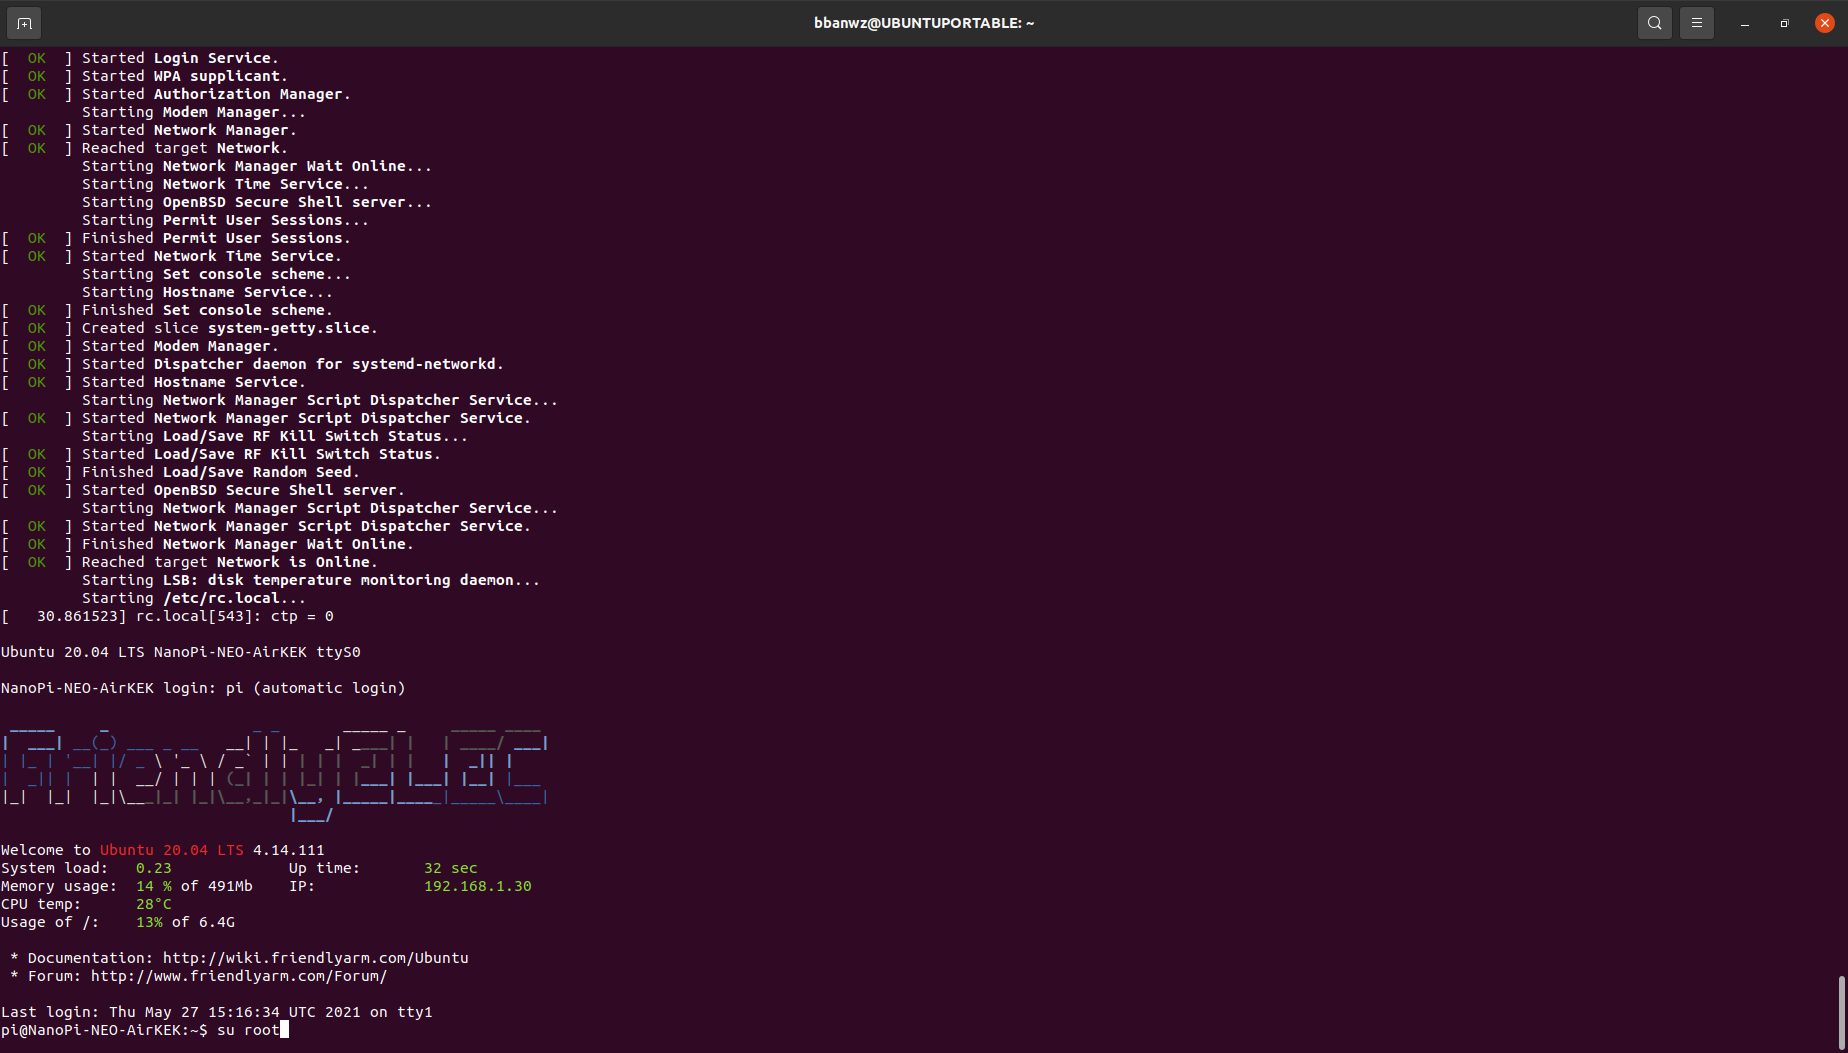 bbanwz@UBUNTUPORTABLE: ~
[  OK  ] Started Login Service.
[  OK  ] Started WPA supplicant.
[  OK  ] Started Authorization Manager.
         Starting Modem Manager...
[  OK  ] Started Network Manager.
[  OK  ] Reached target Network.
         Starting Network Manager Wait Online...
         Starting Network Time Service...
         Starting OpenBSD Secure Shell server...
         Starting Permit User Sessions...
[  OK  ] Finished Permit User Sessions.
[  OK  ] Started Network Time Service.
         Starting Set console scheme...
         Starting Hostname Service...
[  OK  ] Finished Set console scheme.
[  OK  ] Created slice system-getty.slice.
[  OK  ] Started Modem Manager.
[  OK  ] Started Dispatcher daemon for systemd-networkd.
[  OK  ] Started Hostname Service.
         Starting Network Manager Script Dispatcher Service...
[  OK  ] Started Network Manager Script Dispatcher Service.
         Starting Load/Save RF Kill Switch Status...
[  OK  ] Started Load/Save RF Kill Switch Status.
[  OK  ] Finished Load/Save Random Seed.
[  OK  ] Started OpenBSD Secure Shell server.
         Starting Network Manager Script Dispatcher Service...
[  OK  ] Started Network Manager Script Dispatcher Service.
[  OK  ] Finished Network Manager Wait Online.
[  OK  ] Reached target Network is Online.
         Starting LSB: disk temperature monitoring daemon...
         Starting /etc/rc.local...
[   30.861523] rc.local[543]: ctp = 0
Ubuntu 20.04 LTS NanoPi-NEO-AirKEK ttyS0
NanoPi-NEO-AirKEK login: pi (automatic login)
FriendlyELEC
Welcome to Ubuntu 20.04 LTS 4.14.111
System load:   0.23             Up time:       32 sec
Memory usage:  14 % of 491Mb    IP:            192.168.1.30
CPU temp:      28°C
Usage of /:    13% of 6.4G
 * Documentation: http://wiki.friendlyarm.com/Ubuntu
 * Forum: http://www.friendlyarm.com/Forum/
Last login: Thu May 27 15:16:34 UTC 2021 on tty1
pi@NanoPi-NEO-AirKEK:~$ su root